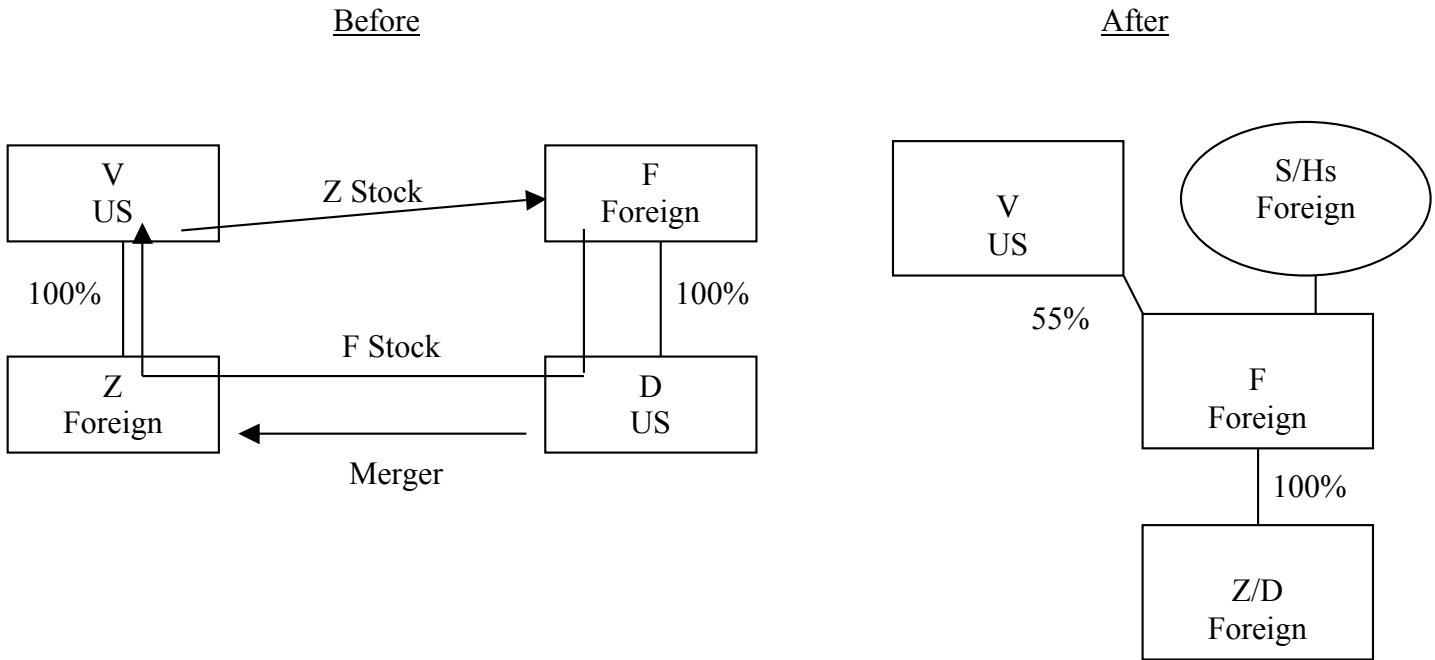 Before
V
US
Z Stock
F
Foreign
100%
100%
F Stock
Z
Foreign
D
US
Merger
After
V
US
S/Hs
Foreign
55%
F
Foreign
100%
Z/D
Foreign